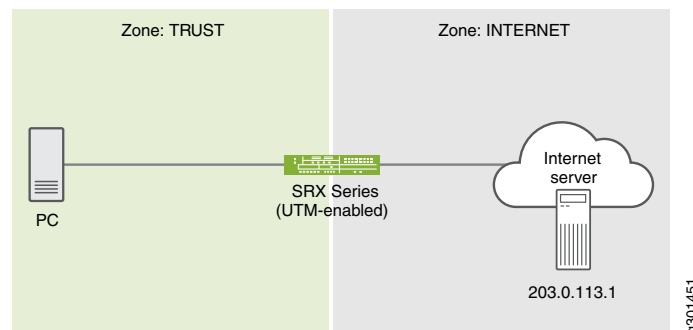 Zone: TRUST
Zone: INTERNET
PC
SRX Series
(UTM-enabled)
Internet
server
203.0.113.1
g301451